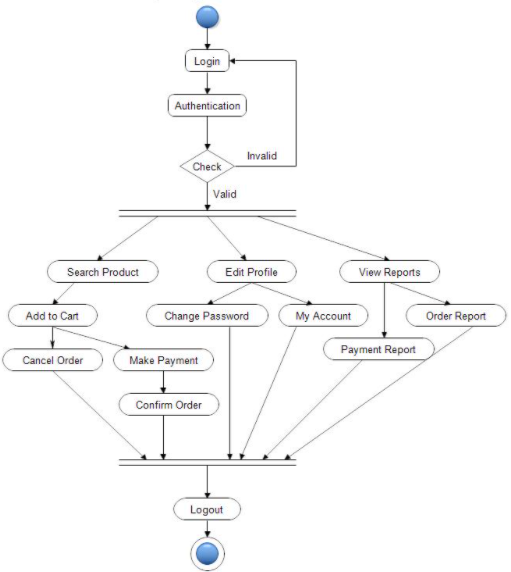 Login
Authentication
Invalid
Check
Valid
Search Product
Edit Profile
View Reports
Add to Cart
Change Password
My Account
Order Report
Cancel Order
Make Payment
Payment Report
Confirm Order
Logout